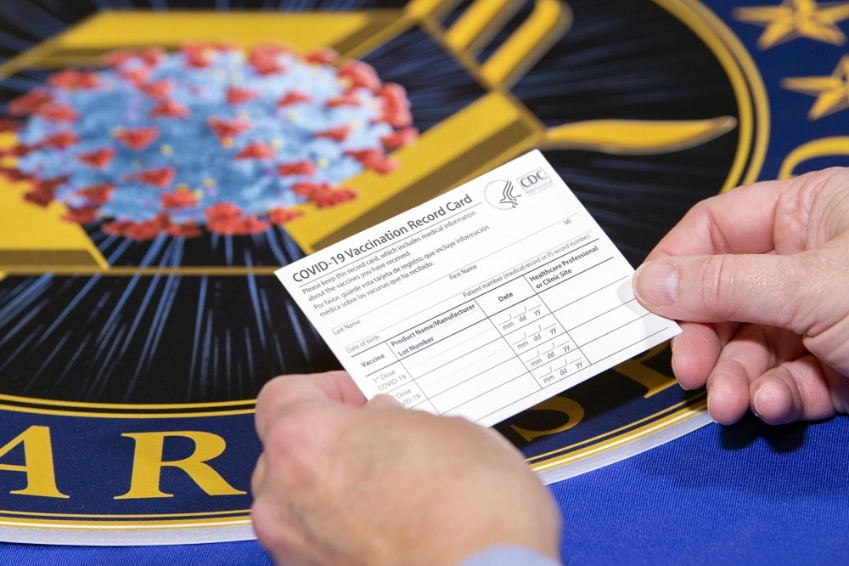 COVID-19 Vaccination Record Card
CDC
Please keep this record card, which includes medical information
about the vaccines you have received.
Por favor, guarde esta tarjeta de registro, que incluye información
médica sobre las vacunas que ha recibido.
Last Name First Name MI
Date of birth Patient number (medical record or IIS record number)
Vaccine Product Name/Manufacturer Date Healthcare Professional
Lot Number or Clinic Site
1st Dose
COVID-19 mm dd yy
mm dd yy
COVID-19 mm dd yy
mm dd yy
A R S